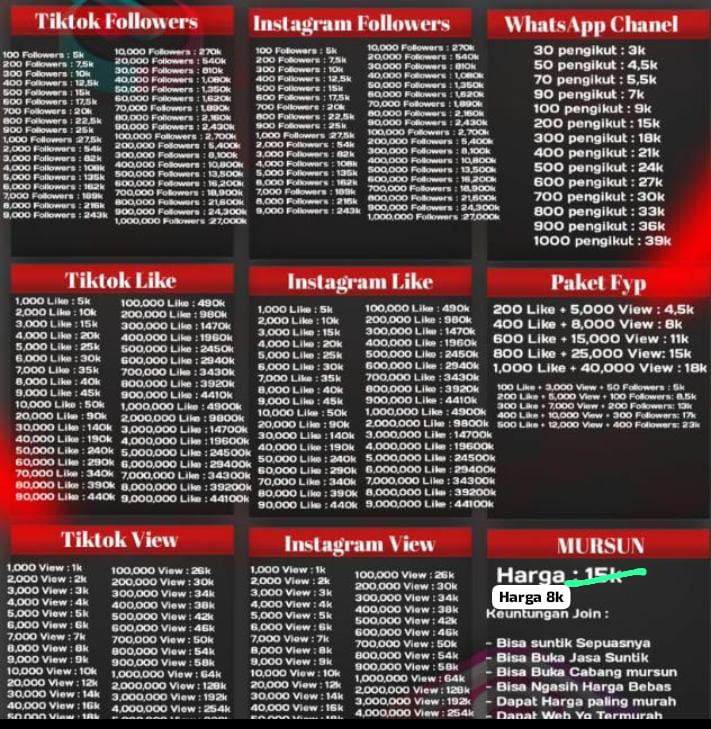 Tiktok Followers
100 Followers : 5k
200 Followers : 7,5k
300 Followers : 10k
400 Followers : 12,5k
500 Followers : 15k
600 Followers : 17,5k
700 Followers : 20k
800 Followers : 22,5k
900 Followers : 25k
1,000 Followers :27,5k
2,000 Followers : 54k
3,000 Followers : 82k
4,000 Followers : 108k
5,000 Followers : 135k
6,000 Followers : 162k
7,000 Followers : 189k
8,000 Followers : 216k
9,000 Followers : 243k
10,000 Followers : 270k
20,000 Followers : 540k
30,000 Followers : 810k
40,000 Followers : 1,080k
50,000 Followers : 1,350k
60,000 Followers : 1,620k
70,000 Followers : 1,890k
80,000 Followers : 2,160k
90,000 Followers : 2,430k
100,000 Followers : 2,700k
200,000 Followers : 5,400k
300,000 Followers : 8,100k
400,000 Followers : 10,800k
500,000 Followers : 13,500k
600,000 Followers : 16,200k
700,000 Followers : 18,900k
800,000 Followers : 21,600k
900,000 Followers : 24,300k
1,000,000 Followers :27,000k
Instagram Followers
100 Followers : 5k
200 Followers : 7,5k
300 Followers : 10k
400 Followers : 12,5k
500 Followers : 15k
600 Followers : 17,5k
700 Followers : 20k
800 Followers : 22,5k
900 Followers : 25k
1,000 Followers :27,5k
2,000 Followers : 54k
3,000 Followers : 82k
4,000 Followers : 108k
5,000 Followers : 135k
6,000 Followers : 162k
7,000 Followers : 189k
8,000 Followers : 216k
9,000 Followers : 243k
10,000 Followers : 270k
20,000 Followers : 540k
30,000 Followers : 810k
40,000 Followers : 1,080k
50,000 Followers : 1,350k
60,000 Followers : 1,620k
70,000 Followers : 1,890k
80,000 Followers : 2,160k
90,000 Followers : 2,430k
100,000 Followers : 2,700k
200,000 Followers : 5,400k
300,000 Followers : 8,100k
400,000 Followers : 10,800k
500,000 Followers : 13,500k
600,000 Followers : 16,200k
700,000 Followers : 18,900k
800,000 Followers : 21,600k
900,000 Followers : 24,300k
1,000,000 Followers :27,000k
WhatsApp Chanel
30 pengikut : 3k
50 pengikut : 4,5k
70 pengikut : 5,5k
90 pengikut : 7k
100 pengikut : 9k
200 pengikut : 15k
300 pengikut : 18k
400 pengikut : 21k
500 pengikut : 24k
600 pengikut : 27k
700 pengikut : 30k
800 pengikut : 33k
900 pengikut : 36k
1000 pengikut : 39k
Tiktok Like
1,000 Like : 5k
2,000 Like : 10k
3,000 Like : 15k
4,000 Like : 20k
5,000 Like : 25k
6,000 Like : 30k
7,000 Like : 35k
8,000 Like : 40k
9,000 Like : 45k
10,000 Like : 50k
20,000 Like : 90k
30,000 Like : 140k
40,000 Like : 190k
50,000 Like : 240k
60,000 Like : 290k
70,000 Like : 340k
80,000 Like : 390k
90,000 Like : 440k
100,000 Like : 490k
200,000 Like : 980k
300,000 Like : 1470k
400,000 Like : 1960k
500,000 Like : 2450k
600,000 Like : 2940k
700,000 Like : 3430k
800,000 Like : 3920k
900,000 Like : 4410k
1,000,000 Like : 4900k
2,000,000 Like : 9800k
3,000,000 Like : 14700k
4,000,000 Like : 19600k
5,000,000 Like : 24500k
6,000,000 Like : 29400k
7,000,000 Like : 34300k
8,000,000 Like : 39200k
9,000,000 Like : 44100k
Instagram Like
1,000 Like : 5k
2,000 Like : 10k
3,000 Like : 15k
4,000 Like : 20k
5,000 Like : 25k
6,000 Like : 30k
7,000 Like : 35k
8,000 Like : 40k
9,000 Like : 45k
10,000 Like : 50k
20,000 Like : 90k
30,000 Like : 140k
40,000 Like : 190k
50,000 Like : 240k
60,000 Like : 290k
70,000 Like : 340k
80,000 Like : 390k
90,000 Like : 440k
100,000 Like : 490k
200,000 Like : 980k
300,000 Like : 1470k
400,000 Like : 1960k
500,000 Like : 2450k
600,000 Like : 2940k
700,000 Like : 3430k
800,000 Like : 3920k
900,000 Like : 4410k
1,000,000 Like : 4900k
2,000,000 Like : 9800k
3,000,000 Like : 14700k
4,000,000 Like : 19600k
5,000,000 Like : 24500k
6,000,000 Like : 29400k
7,000,000 Like : 34300k
8,000,000 Like : 39200k
9,000,000 Like : 44100k
Paket Fyp
200 Like + 5,000 View : 4,5k
400 Like + 8,000 View : 8k
600 Like + 15,000 View : 11k
800 Like + 25,000 View: 15k
1,000 Like + 40,000 View : 18k
100 Like + 3,000 View + 50 Followers : 5k
200 Like + 5,000 View + 100 Followers: 8,5k
300 Like + 7,000 View + 200 Followers: 13k
400 Like + 10,000 View + 300 Followers: 17k
500 Like + 12,000 View + 400 Followers: 23k
Tiktok View
1,000 View : 1k
2,000 View : 2k
3,000 View : 3k
4,000 View : 4k
5,000 View : 5k
6,000 View : 6k
7,000 View : 7k
8,000 View : 8k
9,000 View : 9k
10,000 View : 10k
20,000 View : 12k
30,000 View : 14k
40,000 View : 16k
50,000 View : 18k
100,000 View : 26k
200,000 View : 30k
300,000 View : 34k
400,000 View : 38k
500,000 View : 42k
600,000 View : 46k
700,000 View : 50k
800,000 View : 54k
900,000 View : 58k
1,000,000 View : 64k
2,000,000 View : 128k
3,000,000 View : 192k
4,000,000 View : 254k
Instagram View
1,000 View : 1k
2,000 View : 2k
3,000 View : 3k
4,000 View : 4k
5,000 View : 5k
6,000 View : 6k
7,000 View : 7k
8,000 View : 8k
9,000 View : 9k
10,000 View : 10k
20,000 View : 12k
30,000 View : 14k
40,000 View : 16k
100,000 View : 26k
200,000 View : 30k
300,000 View : 34k
400,000 View : 38k
500,000 View : 42k
600,000 View : 46k
700,000 View : 50k
800,000 View : 54k
900,000 View : 58k
1,000,000 View : 64k
2,000,000 View : 128k
3,000,000 View : 192k
4,000,000 View : 254k
MURSUN
Harga : 15k
Harga 8k
Keuntungan Join :
- Bisa suntik Sepuasnya
- Bisa Buka Jasa Suntik
- Bisa Buka Cabang mursun
- Bisa Ngasih Harga Bebas
- Dapat Harga paling murah
- Dapat Web Yg Termurah